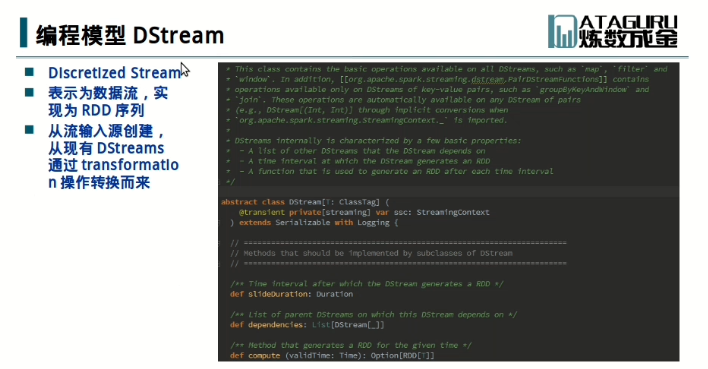 编程模型 DStream
ATAGURU
炼数成金
Discretized Stream
表示为数据流，实
现为 RDD 序列
从流输入源创建，
从现有 DStreams
通过 transformatio
n 操作转换而来
* This class contains the basic operations available on all DStreams, such as `map`, `filter` and
* `window`. In addition, [[org.apache.spark.streaming.dstream.PairDStreamFunctions]] contains
* operations available only on DStreams of key-value pairs, such as `groupByKeyAndWindow` and
* `join`. These operations are automatically available on any DStream of pairs
* (e.g., DStream[(Int, Int)] through implicit conversions when
* `org.apache.spark.streaming.StreamingContext._` is imported.
*
* DStreams internally is characterized by a few basic properties:
*  - A list of other DStreams that the DStream depends on
*  - A time interval at which the DStream generates an RDD
*  - A function that is used to generate an RDD after each time interval
*/
abstract class DStream[T: ClassTag] (
@transient private[streaming] var ssc: StreamingContext
) extends Serializable with Logging {
// =======================================================================
// Methods that should be implemented by subclasses of DStream
// =======================================================================
/** Time interval after which the DStream generates a RDD */
def slideDuration: Duration
/** List of parent DStreams on which this DStream depends on */
def dependencies: List[DStream[_]]
/** Method that generates a RDD for the given time */
def compute (validTime: Time): Option[RDD[T]]